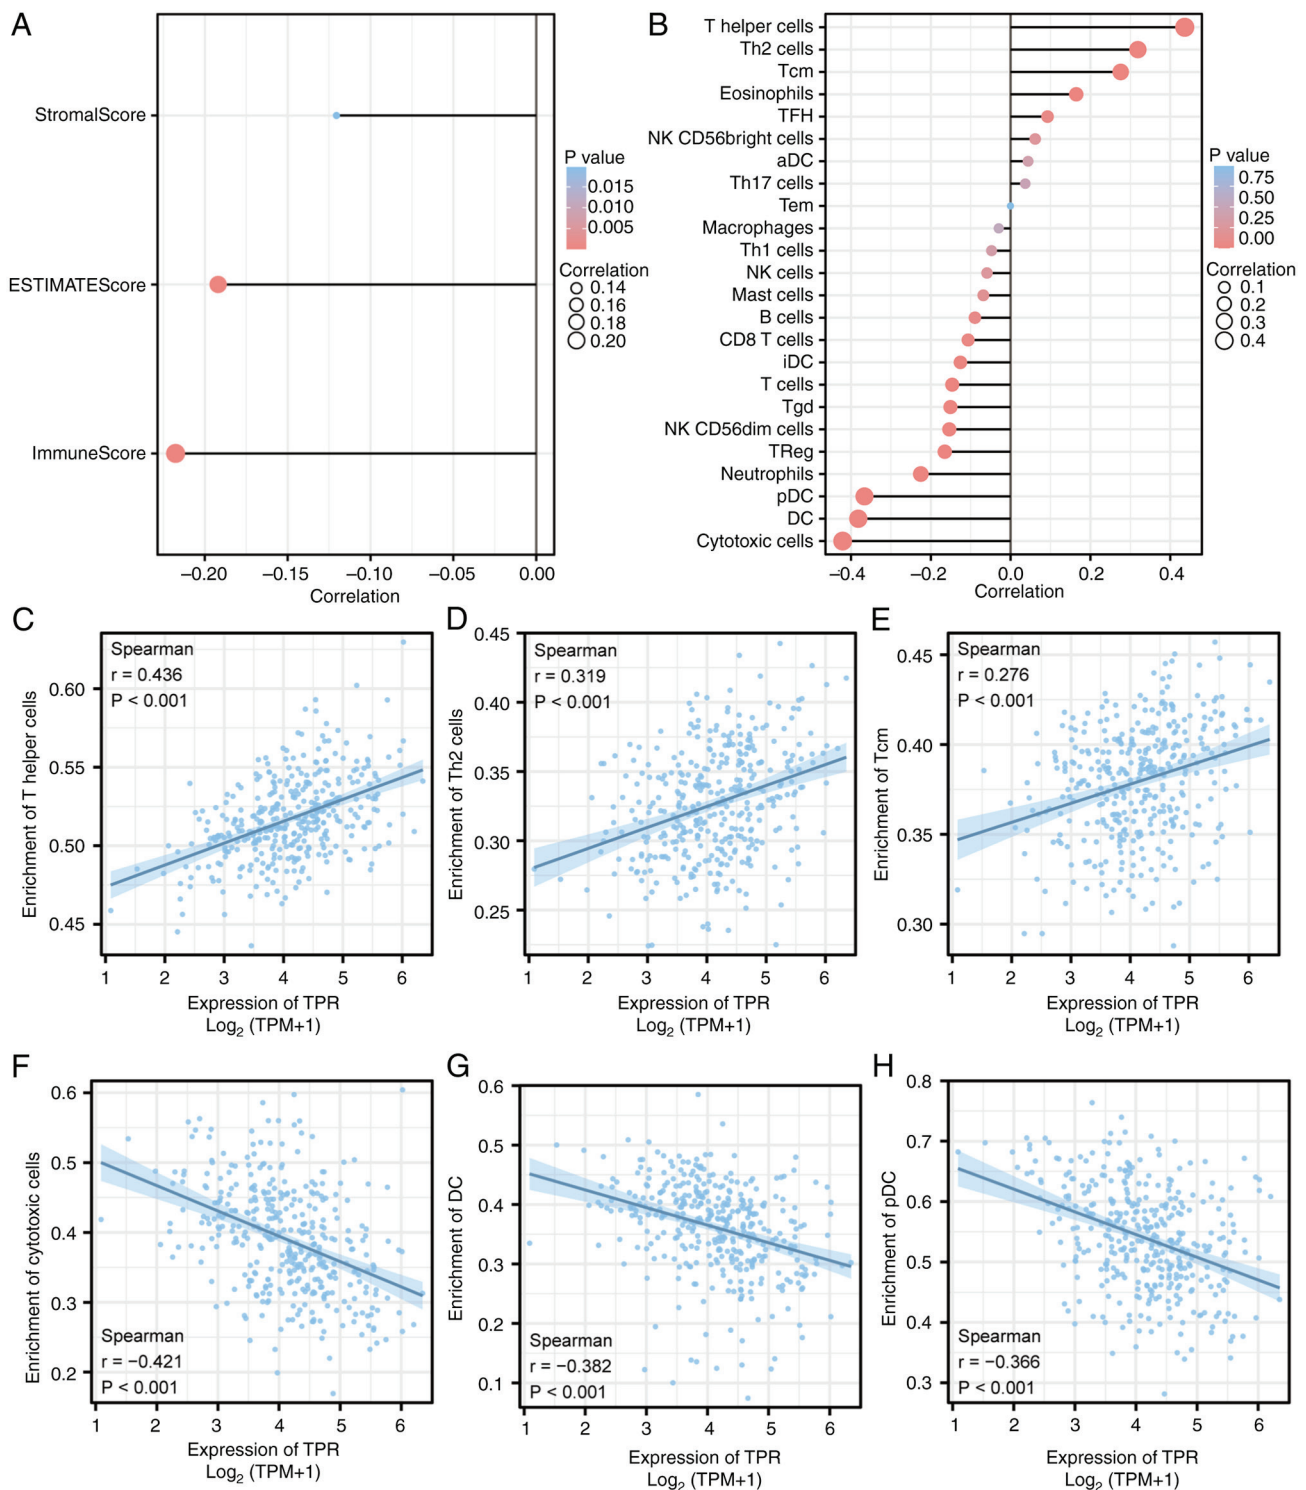 A
StromalScore
ESTIMATEScore
ImmuneScore
−0.20 −0.15 −0.10 −0.05 0.00
Correlation
P value
0.015
0.010
0.005
Correlation
0.14
0.16
0.18
0.20
B
T helper cells
Th2 cells
Tcm
Eosinophils
TFH
NK CD56bright cells
aDC
Th17 cells
Tem
Macrophages
Th1 cells
NK cells
Mast cells
B cells
CD8 T cells
iDC
T cells
Tgd
NK CD56dim cells
TReg
Neutrophils
pDC
DC
Cytotoxic cells
−0.4 −0.2 0.0 0.2 0.4
Correlation
P value
0.75
0.50
0.25
0.00
Correlation
0.1
0.2
0.3
0.4
C
Spearman
r = 0.436
P < 0.001
Enrichment of T helper cells
0.60
0.55
0.50
0.45
1 2 3 4 5 6
Expression of TPR
Log2 (TPM+1)
D
Spearman
r = 0.319
P < 0.001
Enrichment of Th2 cells
0.45
0.40
0.35
0.30
0.25
1 2 3 4 5 6
Expression of TPR
Log2 (TPM+1)
E
Spearman
r = 0.276
P < 0.001
Enrichment of Tcm
0.45
0.40
0.35
0.30
1 2 3 4 5 6
Expression of TPR
Log2 (TPM+1)
F
Enrichment of cytotoxic cells
0.6
0.5
0.4
0.3
0.2
Spearman
r = −0.421
P < 0.001
1 2 3 4 5 6
Expression of TPR
Log2 (TPM+1)
G
Enrichment of DC
0.6
0.5
0.4
0.3
0.2
0.1
Spearman
r = −0.382
P < 0.001
1 2 3 4 5 6
Expression of TPR
Log2 (TPM+1)
H
Enrichment of pDC
0.8
0.7
0.6
0.5
0.4
0.3
Spearman
r = −0.366
P < 0.001
1 2 3 4 5 6
Expression of TPR
Log2 (TPM+1)